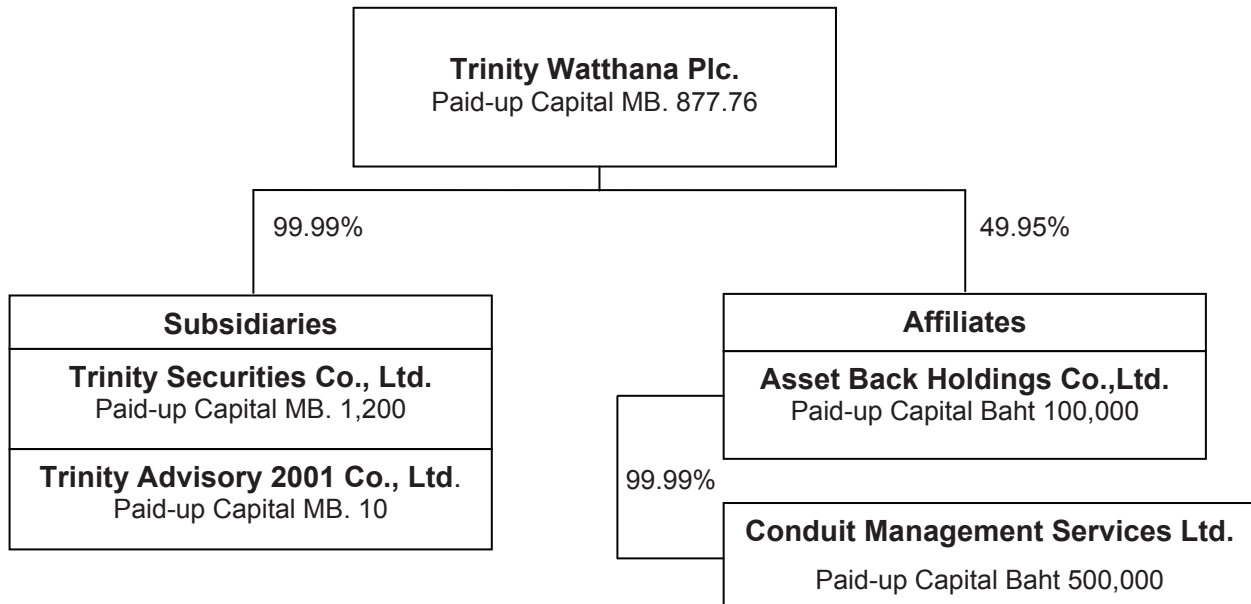 Trinity Watthana Plc.
Paid-up Capital MB. 877.76
99.99%
49.95%
Subsidiaries
Trinity Securities Co., Ltd.
Paid-up Capital MB. 1,200
Trinity Advisory 2001 Co., Ltd.
Paid-up Capital MB. 10
Affiliates
Asset Back Holdings Co.,Ltd.
Paid-up Capital Baht 100,000
99.99%
Conduit Management Services Ltd.
Paid-up Capital Baht 500,000